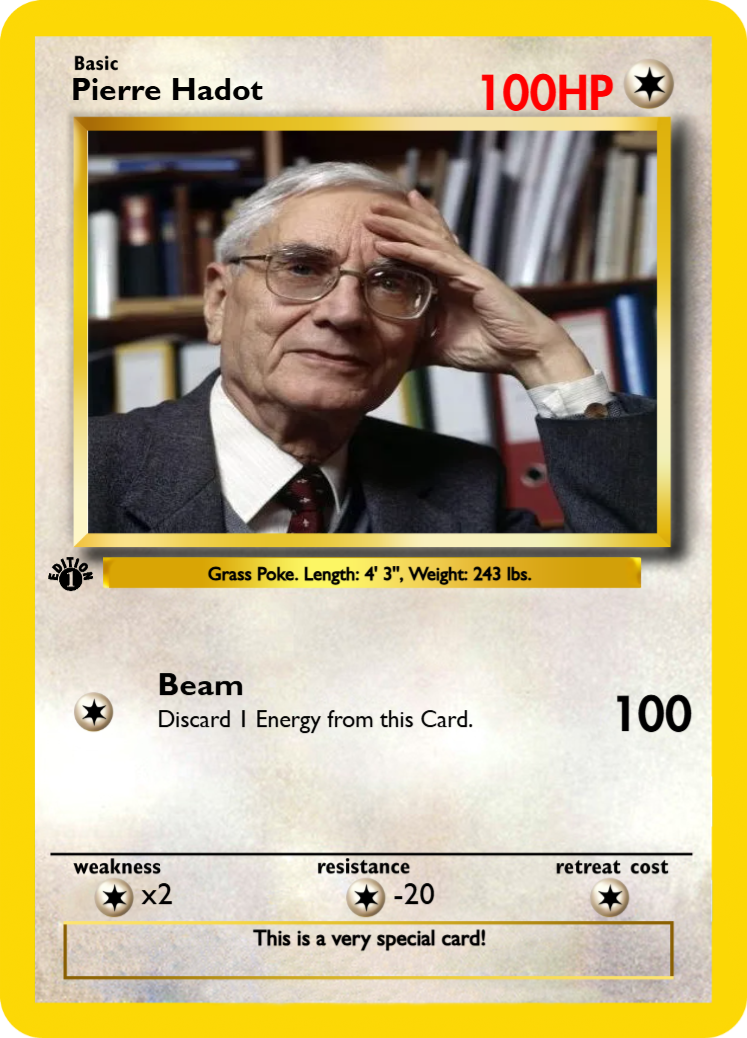 Basic
Pierre Hadot
100HP
EDITION
1
Grass Poke. Length: 4' 3", Weight: 243 lbs.
Beam
Discard 1 Energy from this Card.
100
weakness
x2
resistance
-20
retreat cost
This is a very special card!